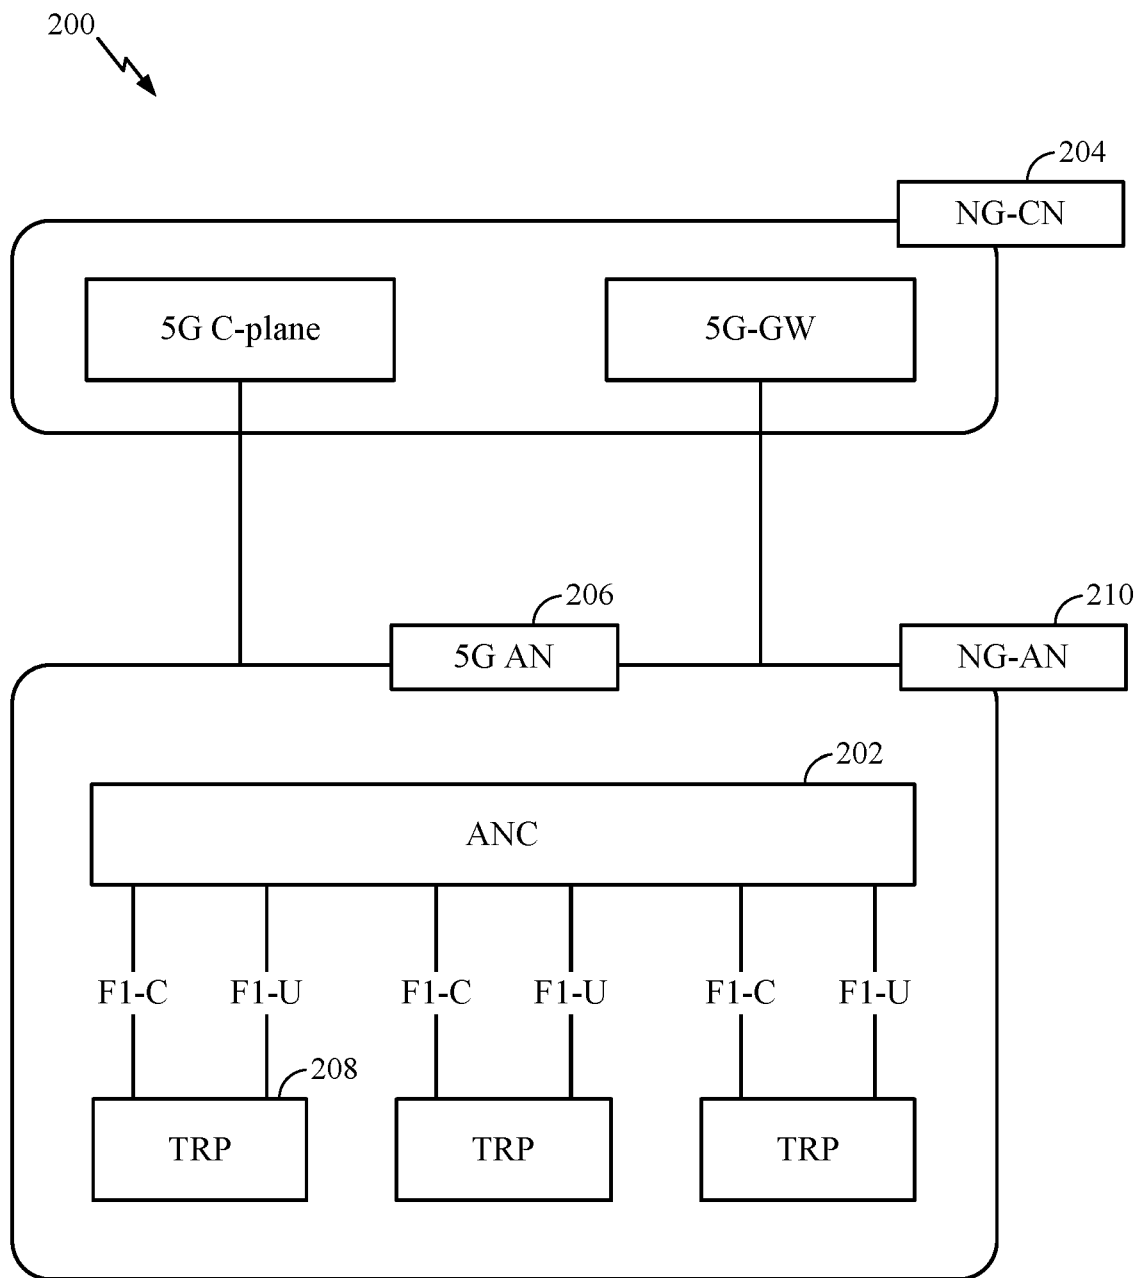 200
204
NG-CN
5G C-plane
5G-GW
206
210
5G AN
NG-AN
202
ANC
F1-C F1-U F1-C F1-U F1-C F1-U
208
TRP TRP TRP